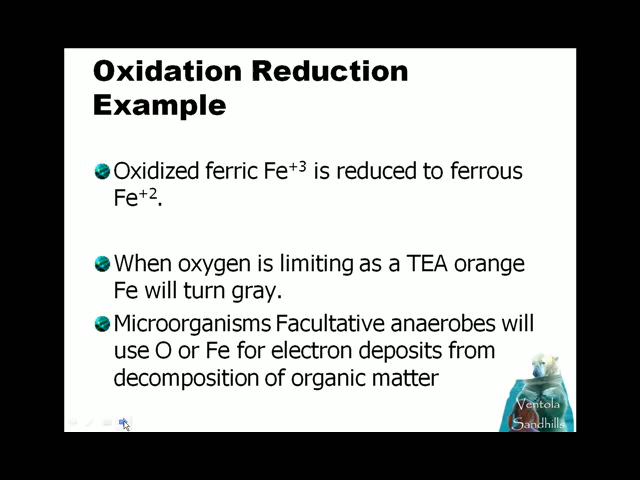 Oxidation Reduction
Example
Oxidized ferric Fe+3 is reduced to ferrous
Fe+2.
When oxygen is limiting as a TEA orange
Fe will turn gray.
Microorganisms Facultative anaerobes will
use O or Fe for electron deposits from
decomposition of organic matter
Ventola
Sandhills